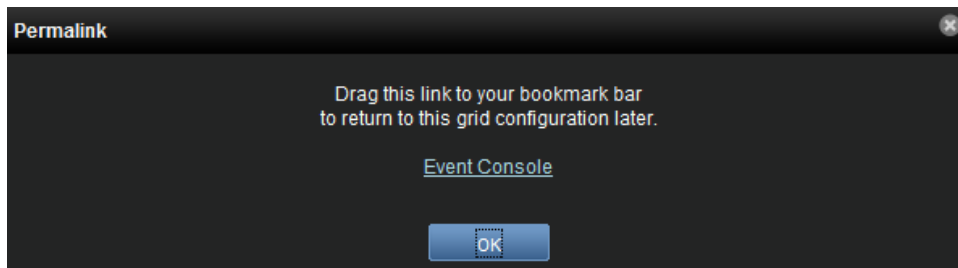 Permalink
Drag this link to your bookmark bar
to return to this grid configuration later.
Event Console
OK